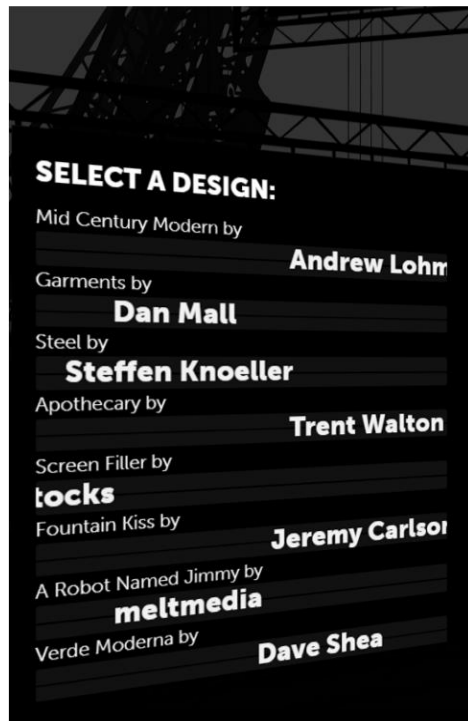 SELECT A DESIGN:
Mid Century Modern by
Andrew Lohm
Garments by
Dan Mall
Steel by
Steffen Knoeller
Apothecary by
Trent Walton
Screen Filler by
tocks
Fountain Kiss by
Jeremy Carlson
A Robot Named Jimmy by
meltmedia
Verde Moderna by
Dave Shea